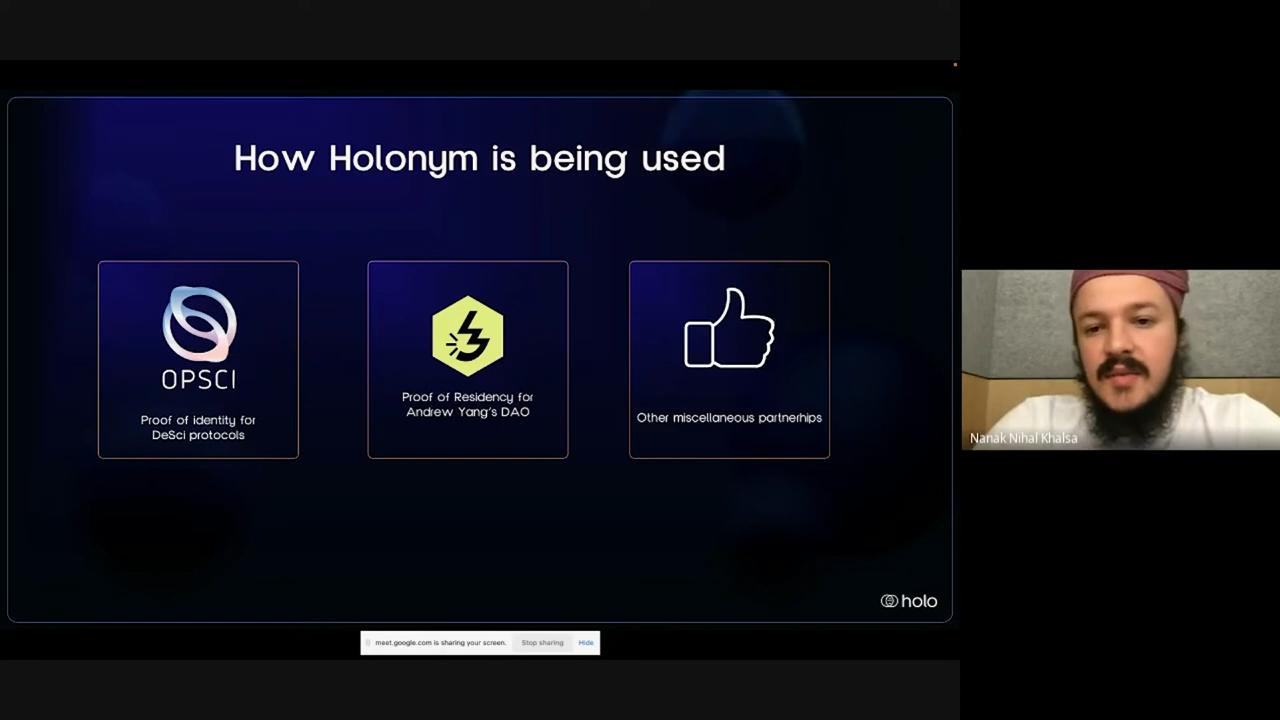 How Holonym is being used
OPSCI
Proof of identity for
DeSci protocols
Proof of Residency for
Andrew Yang's DAO
Other miscellaneous partnerhips
holo
Nanak Nihal Khalsa
meet.google.com is sharing your screen.
Stop sharing
Hide